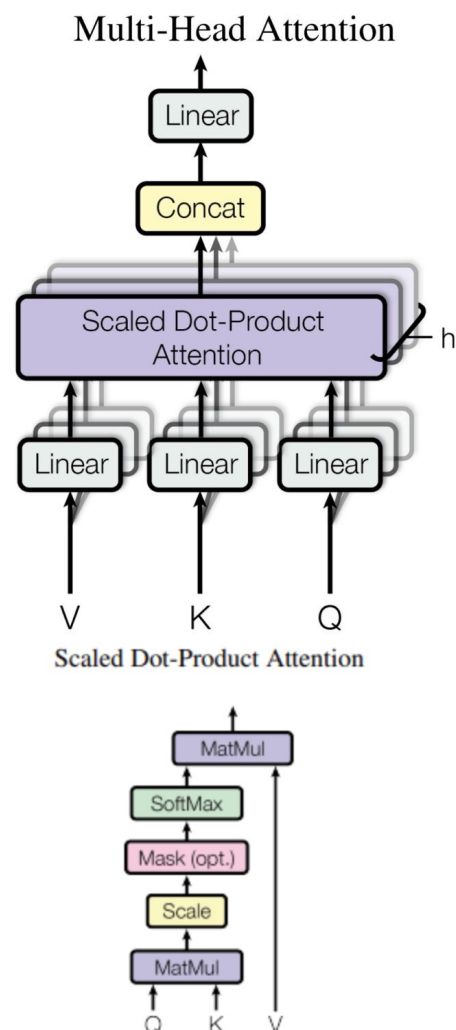 Multi-Head Attention
Linear
Concat
Scaled Dot-Product
Attention
h
Linear Linear Linear
V K Q
Scaled Dot-Product Attention
MatMul
SoftMax
Mask (opt.)
Scale
MatMul
Q K V